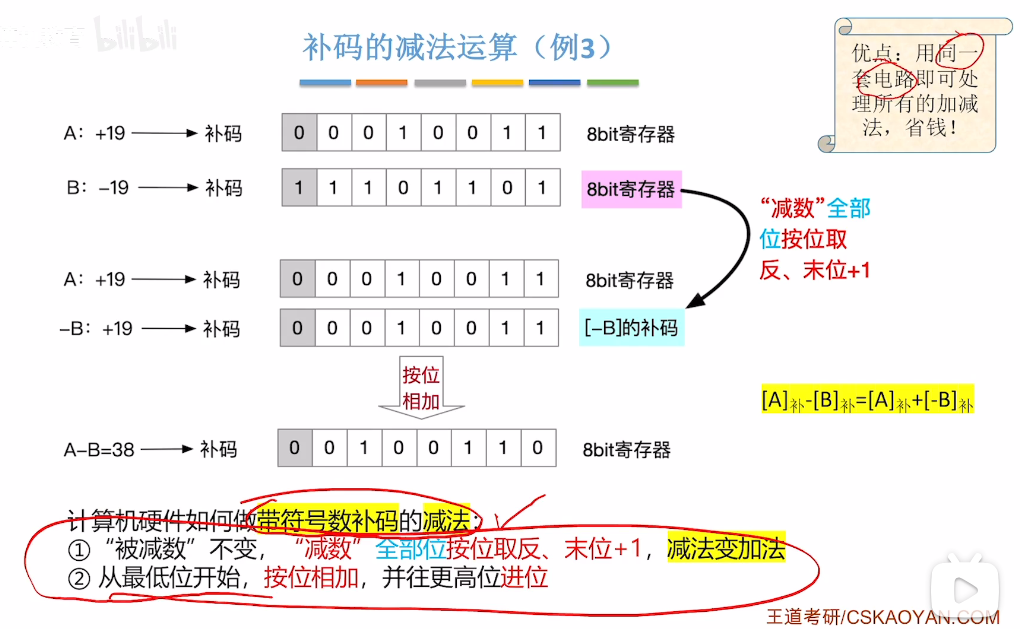 bilibili
补码的减法运算（例3）
优点：用同一
套电路即可处
理所有的加减
法，省钱！
A：+19 补码 0 0 0 1 0 0 1 1 8bit寄存器
B：-19 补码 1 1 1 0 1 1 0 1 8bit寄存器
“减数”全部
位按位取
反、末位+1
A：+19 补码 0 0 0 1 0 0 1 1 8bit寄存器
-B：+19 补码 0 0 0 1 0 0 1 1 [-B]的补码
按位
相加
[A]补-[B]补=[A]补+[-B]补
A-B=38 补码 0 0 1 0 0 1 1 0 8bit寄存器
计算机硬件如何做带符号数补码的减法：
① “被减数”不变，“减数”全部位按位取反、末位+1，减法变加法
② 从最低位开始，按位相加，并往更高位进位
王道考研/CSKAOYAN.COM